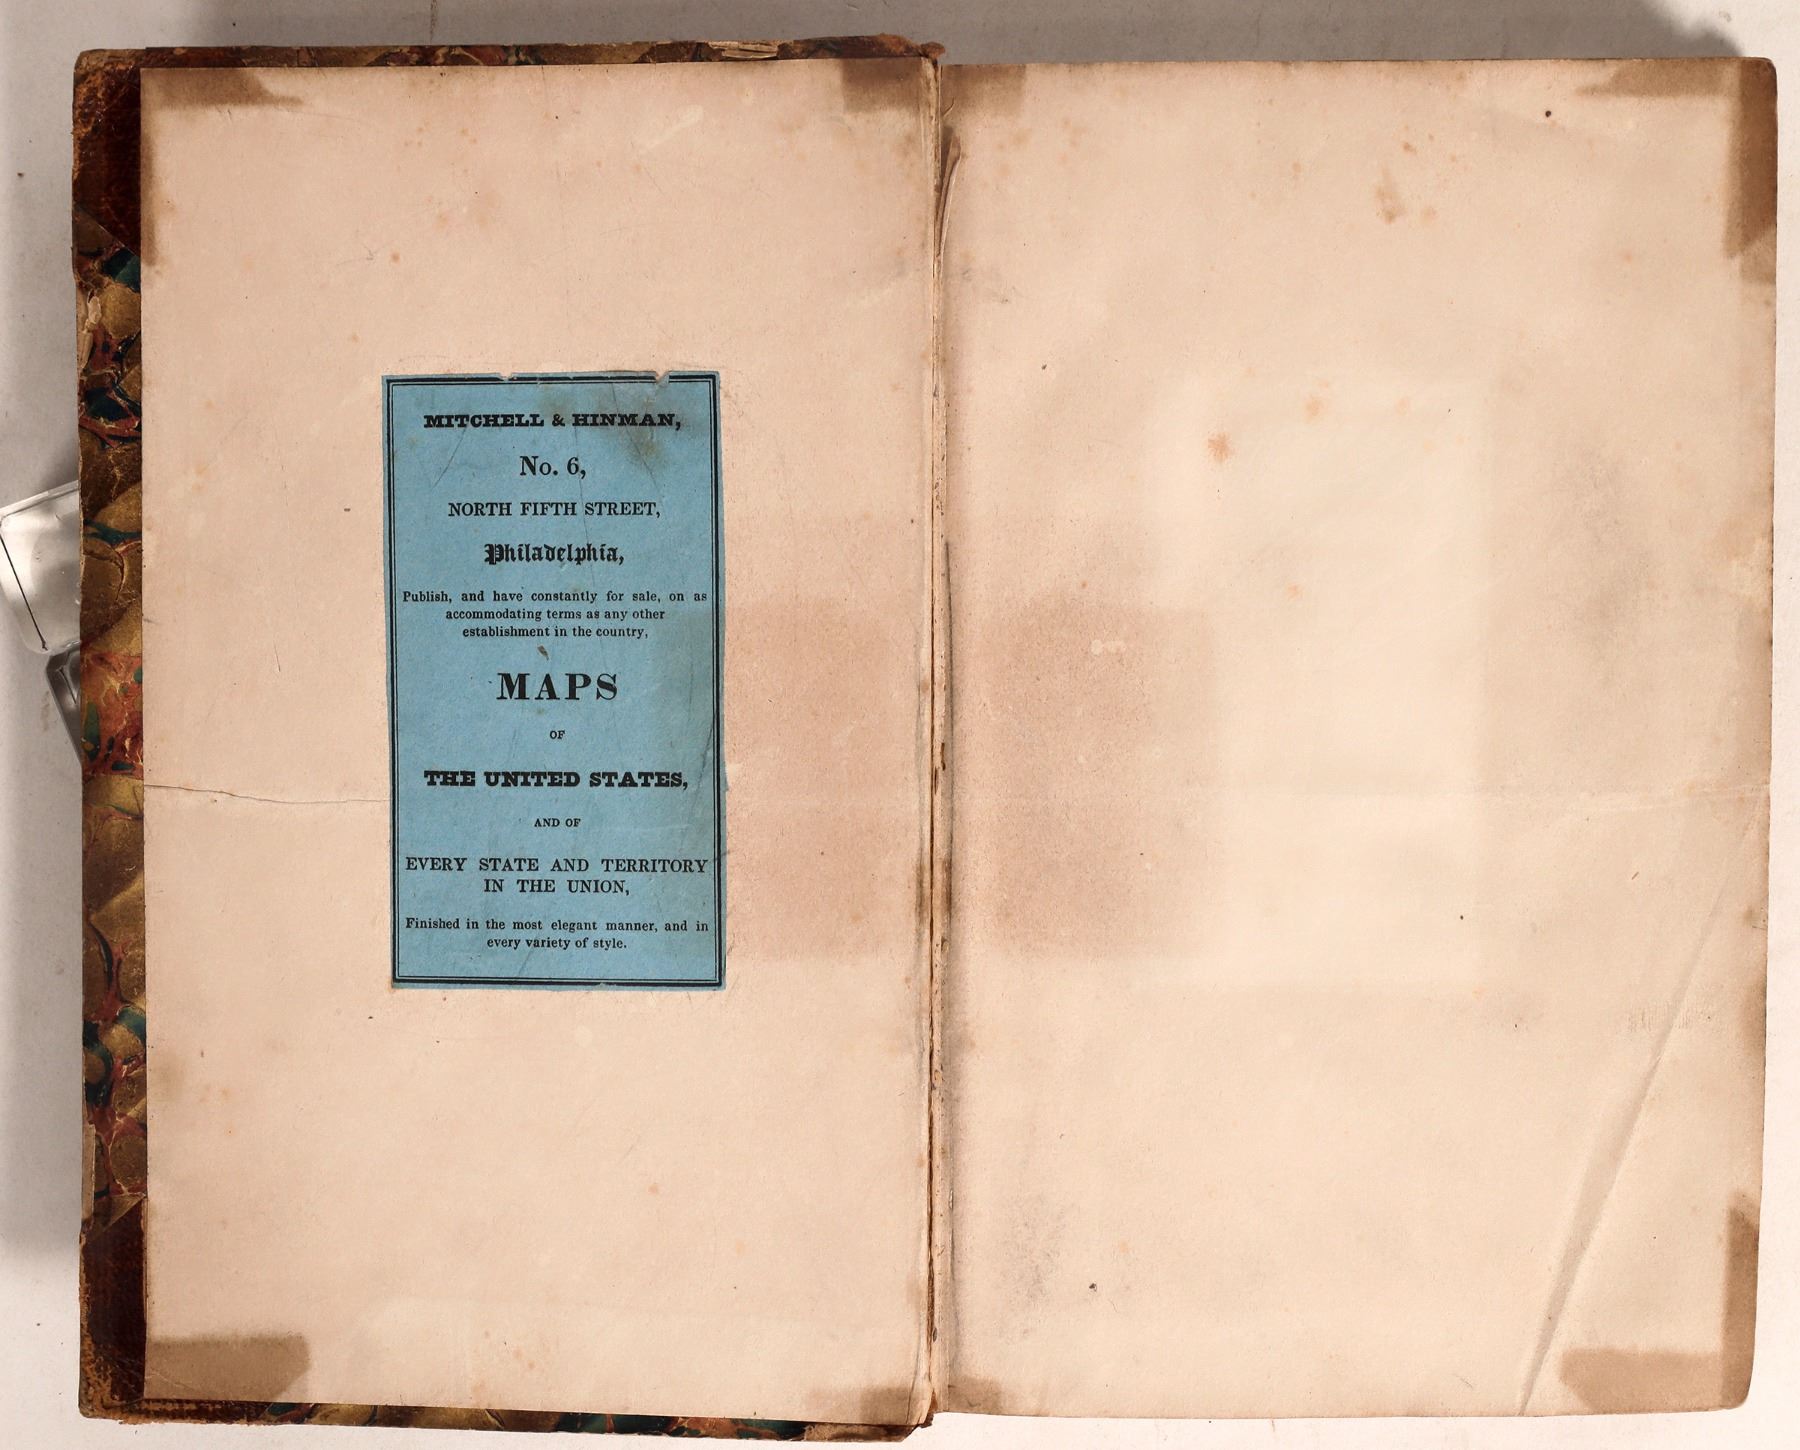 MITCHELL & HINMAN,
No. 6,
NORTH FIFTH STREET,
Philadelphia,
Publish, and have constantly for sale, on as
accommodating terms as any other
establishment in the country,
MAPS
OF
THE UNITED STATES,
AND OF
EVERY STATE AND TERRITORY
IN THE UNION,
Finished in the most elegant manner, and in
every variety of style.